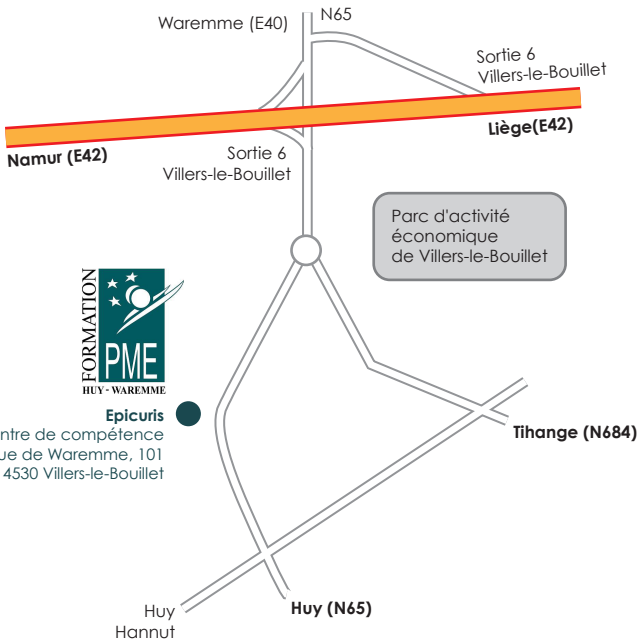 N65
Waremme (E40)
Sortie 6
Villers-le-Bouillet
Liège(E42)
Namur (E42)
Sortie 6
Villers-le-Bouillet
Parc d'activité
économique
de Villers-le-Bouillet
FORMATION
PME
HUY - WAREMME
Epicuris
ntre de compétence
ue de Waremme, 101
4530 Villers-le-Bouillet
Tihange (N684)
Huy (N65)
Huy
Hannut